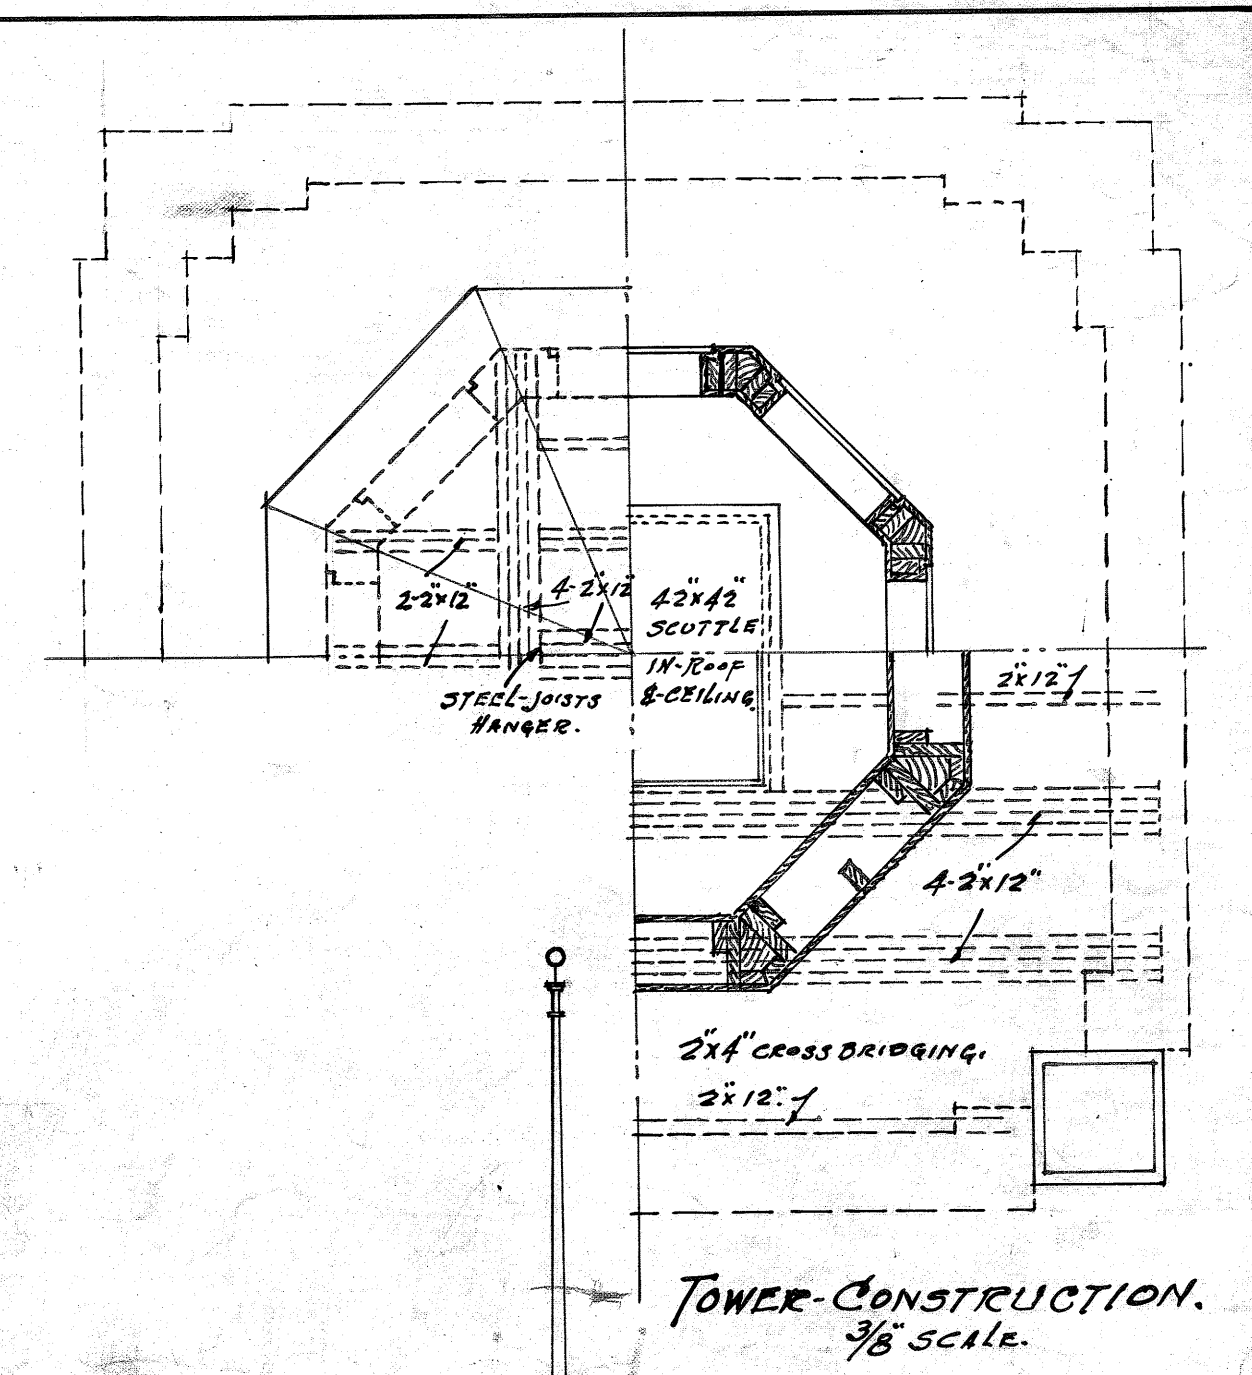 2-2"x12"
4-2"x12"
42"x42"
SCUTTLE
IN-ROOF
&-CEILING.
STEEL-JOISTS
HANGER.
2"x12"
4-2"x12"
2"x4" CROSS BRIDGING.
2"x12".
TOWER-CONSTRUCTION.
3/8" SCALE.